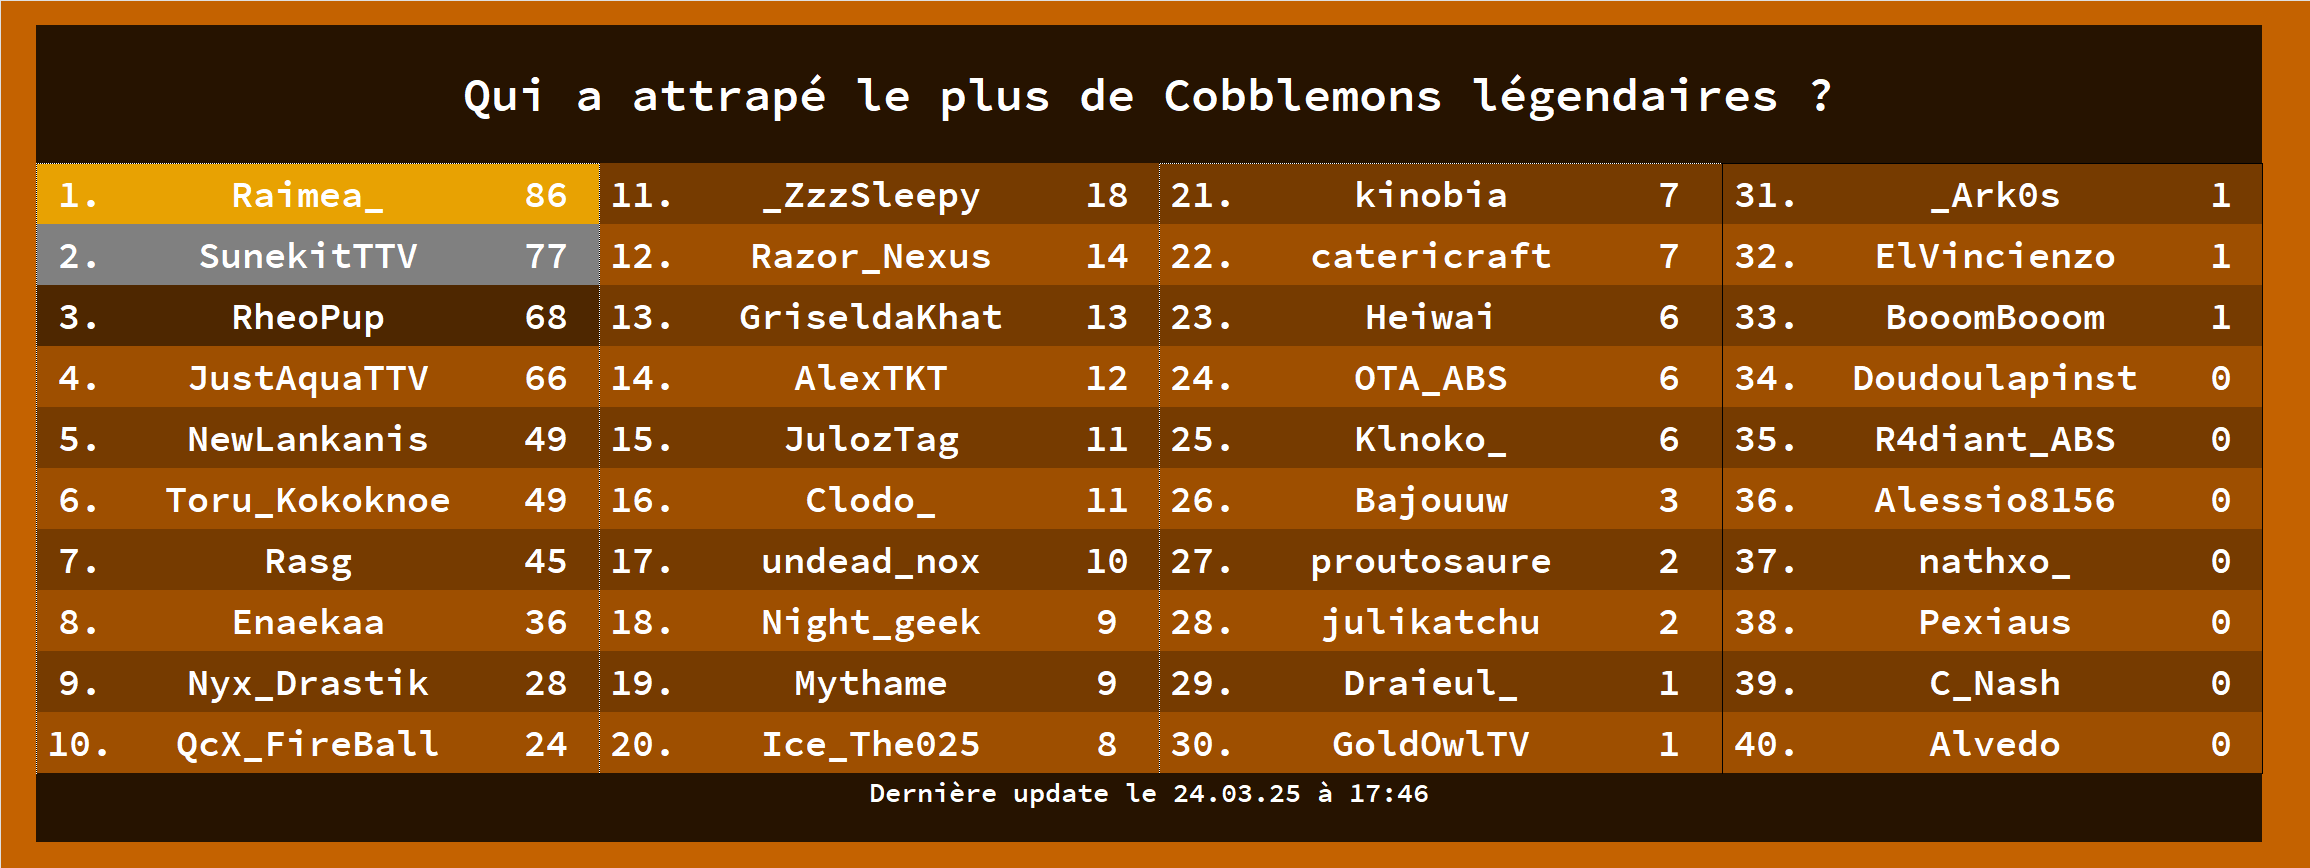 Qui a attrapé le plus de Cobblemons légendaires ?
1. Raimea_ 86 11. _ZzzSleepy 18 21. kinobia 7 31. _Ark0s 1
2. SunekitTTV 77 12. Razor_Nexus 14 22. catericraft 7 32. ElVincienzo 1
3. RheoPup 68 13. GriseldaKhat 13 23. Heiwai 6 33. BooomBooom 1
4. JustAquaTTV 66 14. AlexTKT 12 24. OTA_ABS 6 34. Doudoulapinst 0
5. NewLankanis 49 15. JulozTag 11 25. Klnoko_ 6 35. R4diant_ABS 0
6. Toru_Kokoknoe 49 16. Clodo_ 11 26. Bajouuw 3 36. Alessio8156 0
7. Rasg 45 17. undead_nox 10 27. proutosaure 2 37. nathxo_ 0
8. Enaekaa 36 18. Night_geek 9 28. julikatchu 2 38. Pexiaus 0
9. Nyx_Drastik 28 19. Mythame 9 29. Draieul_ 1 39. C_Nash 0
10. QcX_FireBall 24 20. Ice_The025 8 30. GoldOwlTV 1 40. Alvedo 0
Dernière update le 24.03.25 à 17:46